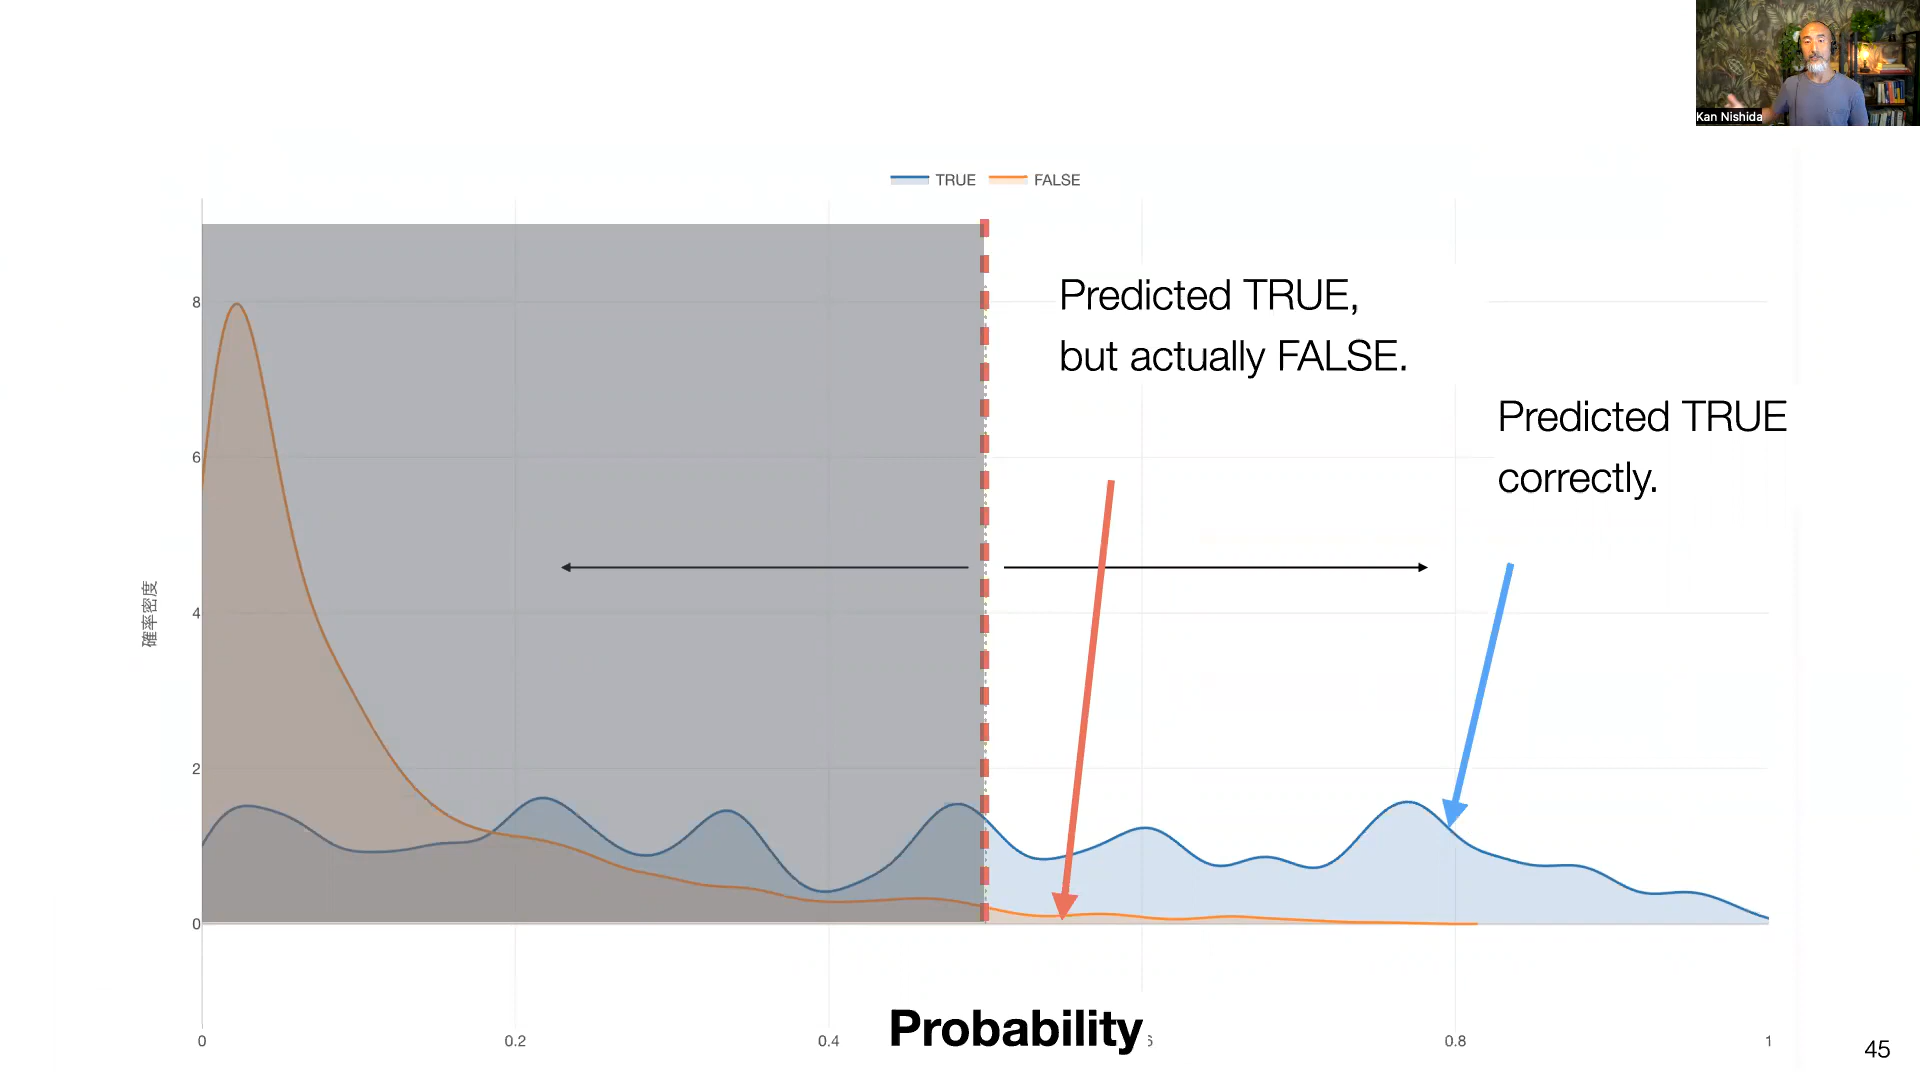 Kan Nishida
TRUE FALSE
Predicted TRUE,
but actually FALSE.
Predicted TRUE
correctly.
8
6
4
2
0
確率密度
0 0.2 0.4 6 0.8 1
Probability
45